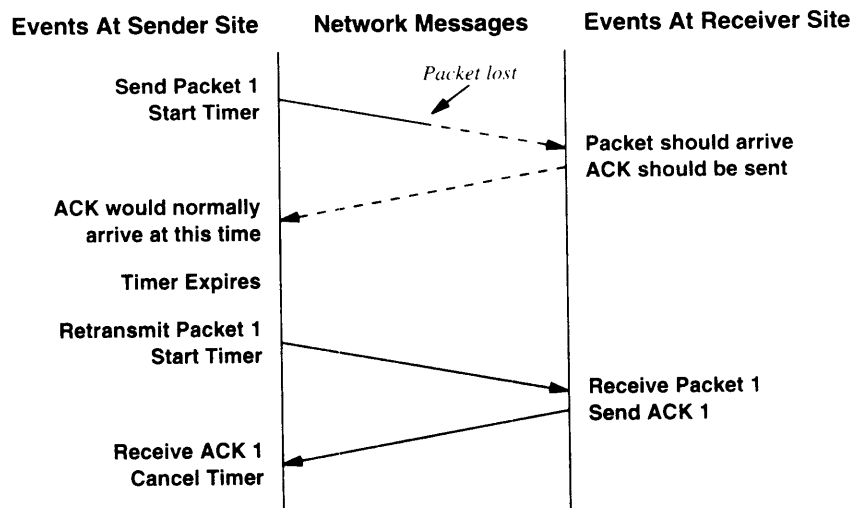 Events At Sender Site
Network Messages
Events At Receiver Site
Packet lost
Send Packet 1
Start Timer
Packet should arrive
ACK should be sent
ACK would normally
arrive at this time
Timer Expires
Retransmit Packet 1
Start Timer
Receive Packet 1
Send ACK 1
Receive ACK 1
Cancel Timer